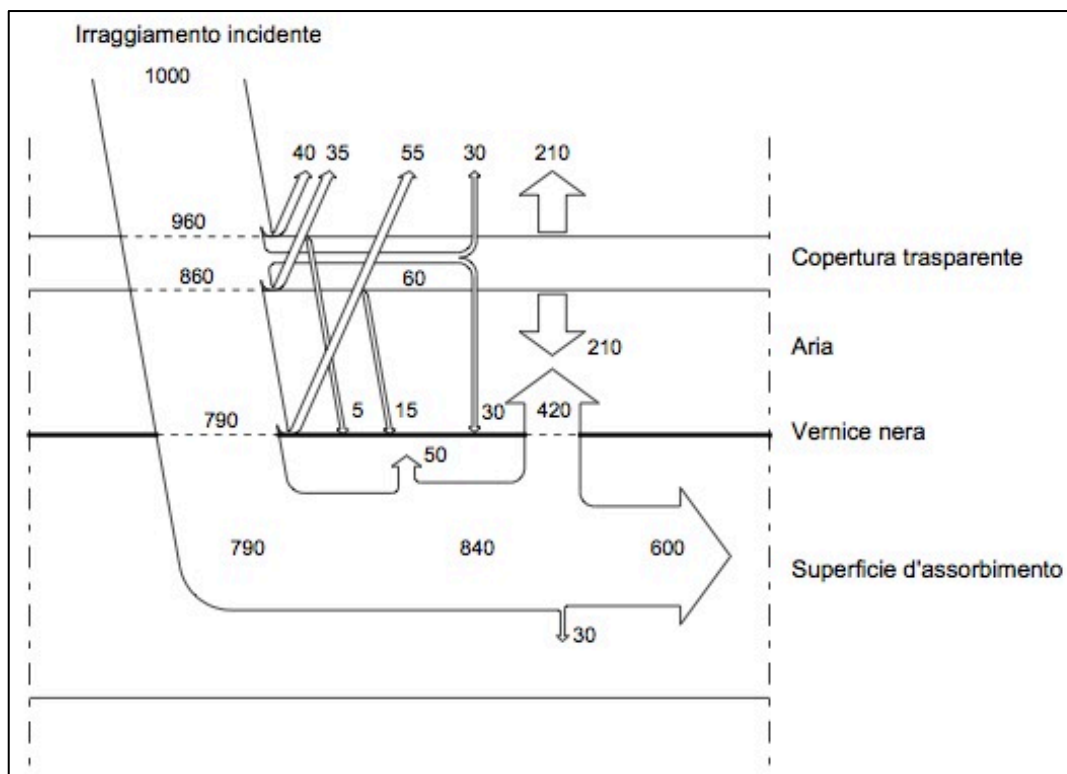 Irraggiamento incidente
1000
40 35 55 30 210
960
Copertura trasparente
860 60
210
Aria
5 15 30 420
790
Vernice nera
50
790 840 600
Superficie d'assorbimento
30